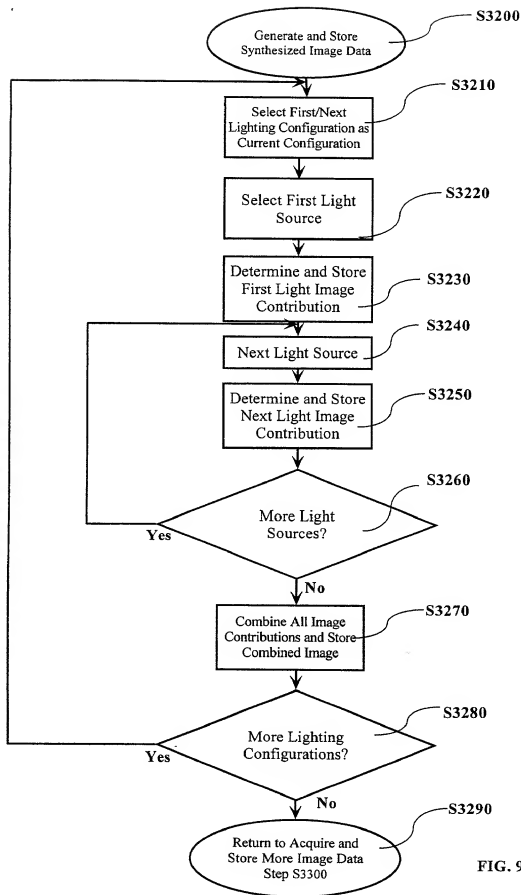 S3200
Generate and Store
Synthesized Image Data
S3210
Select First/Next
Lighting Configuration as
Current Configuration
S3220
Select First Light
Source
S3230
Determine and Store
First Light Image
Contribution
S3240
Next Light Source
S3250
Determine and Store
Next Light Image
Contribution
S3260
More Light
Sources?
Yes
No
S3270
Combine All Image
Contributions and Store
Combined Image
S3280
More Lighting
Configurations?
Yes
No
S3290
Return to Acquire and
Store More Image Data
Step S3300
FIG. 9